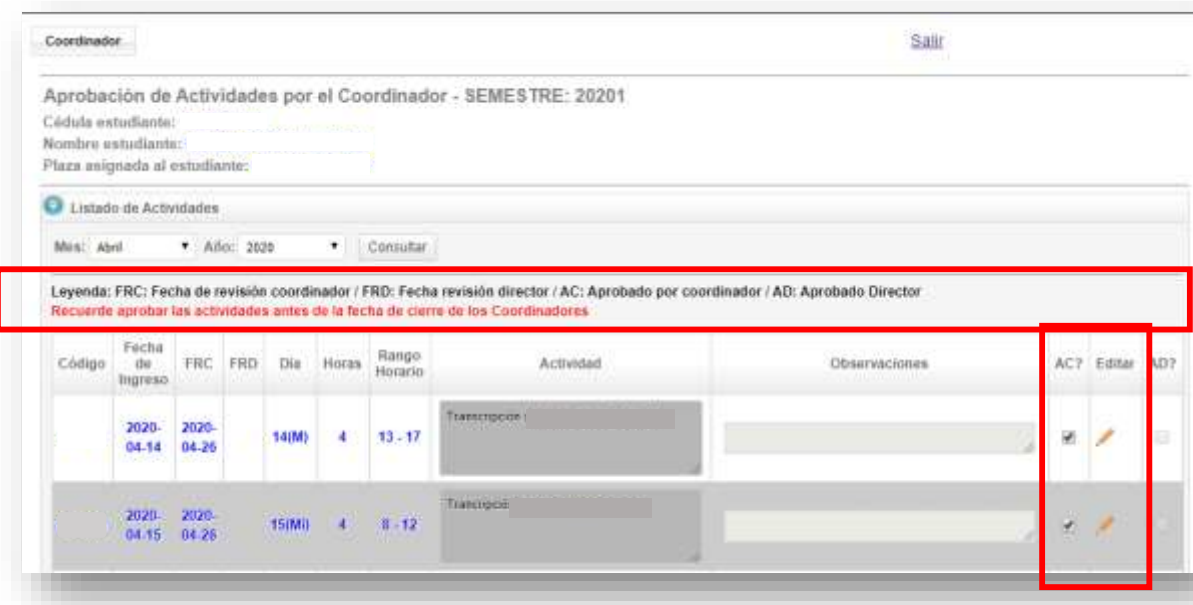 Coordinador
Salir
Aprobación de Actividades por el Coordinador - SEMESTRE: 20201
Cédula estudiante:
Nombre estudiante:
Plaza asignada al estudiante:
Listado de Actividades
Mes: Abril Año: 2020 Consultar
Leyenda: FRC: Fecha de revisión coordinador / FRD: Fecha revisión director / AC: Aprobado por coordinador / AD: Aprobado Director
Recuerde aprobar las actividades antes de la fecha de cierre de los Coordinadores
Código Fecha de Ingreso FRC FRD Día Horas Rango Horario Actividad Observaciones AC? Editar AD?
2020-04-14 2020-04-26 14(M) 4 13 - 17 Transcripción
2020-04-15 2020-04-26 15(Mi) 4 8 - 12 Trancripció